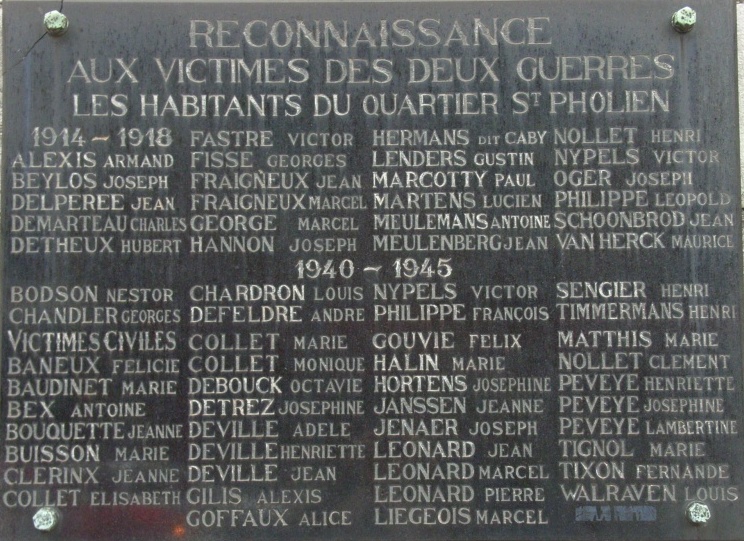 RECONNAISSANCE
AUX VICTIMES DES DEUX GUERRES
LES HABITANTS DU QUARTIER ST PHOLIEN
1914 - 1918 FASTRE VICTOR HERMANS DIT CABY NOLLET HENRI
ALEXIS ARMAND FISSE GEORGES LENDERS GUSTIN NYPELS VICTOR
BEYLOS JOSEPH FRAIGNEUX JEAN MARCOTTY PAUL OGER JOSEPH
DELPEREE JEAN FRAIGNEUX MARCEL MARTENS LUCIEN PHILIPPE LEOPOLD
DEMARTEAU CHARLES GEORGE MARCEL MEULEMANS ANTOINE SCHOONBROD JEAN
DETHEUX HUBERT HANNON JOSEPH MEULENBERG JEAN VAN HERCK MAURICE
1940 - 1945
BODSON NESTOR CHARDRON LOUIS NYPELS VICTOR SENGIER HENRI
CHANDLER GEORGES DEFELDRE ANDRE PHILIPPE FRANÇOIS TIMMERMANS HENRI
VICTIMES CIVILES COLLET MARIE GOUVIE FELIX MATTHIS MARIE
BANEUX FELICIE COLLET MONIQUE HALIN MARIE NOLLET CLEMENT
BAUDINET MARIE DEBOUCK OCTAVIE HORTENS JOSEPHINE PEVEYE HENRIETTE
BEX ANTOINE DETREZ JOSEPHINE JANSSEN JEANNE PEVEYE JOSEPHINE
BOUQUETTE JEANNE DEVILLE ADELE JENAER JOSEPH PEVEYE LAMBERTINE
BUISSON MARIE DEVILLE HENRIETTE LEONARD JEAN TIGNOL MARIE
CLERINX JEANNE DEVILLE JEAN LEONARD MARCEL TIXON FERNANDE
COLLET ELISABETH GILIS ALEXIS LEONARD PIERRE WALRAVEN LOUIS
GOFFAUX ALICE LIEGEOIS MARCEL